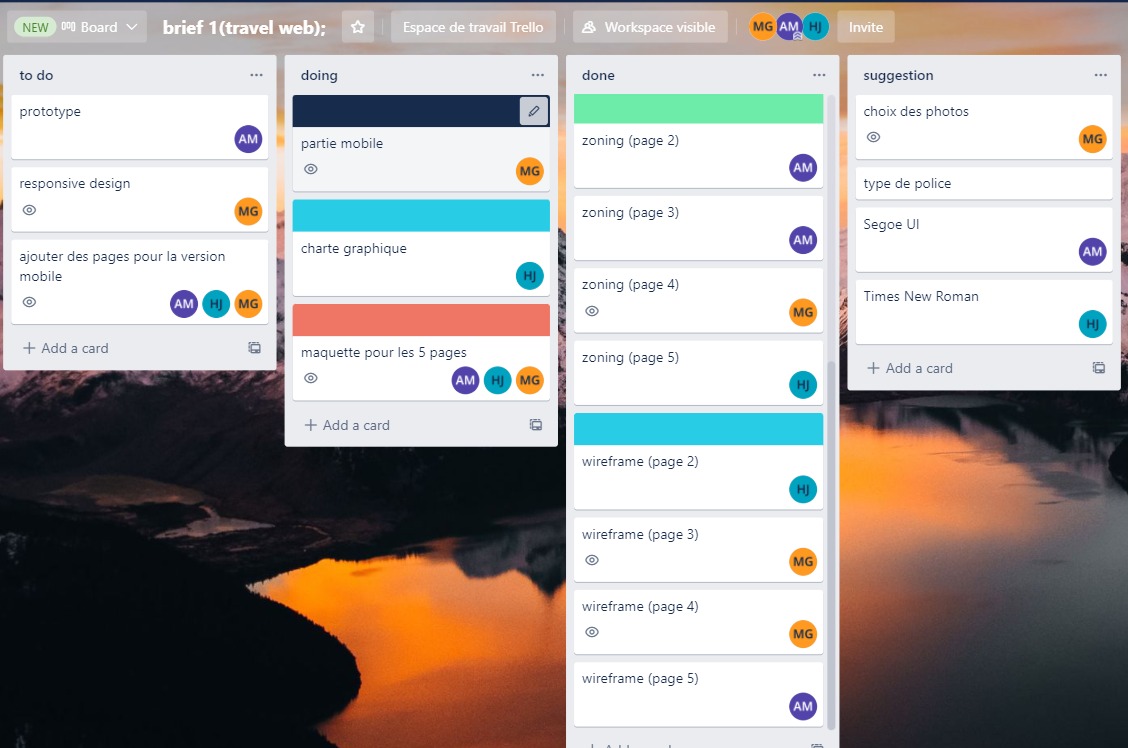 NEW Board brief 1(travel web); Espace de travail Trello Workspace visible MG AM HJ Invite
to do
prototype
AM
responsive design
MG
ajouter des pages pour la version
mobile
AM HJ MG
+ Add a card
doing
partie mobile
MG
charte graphique
HJ
maquette pour les 5 pages
AM HJ MG
+ Add a card
done
zoning (page 2)
AM
zoning (page 3)
AM
zoning (page 4)
MG
zoning (page 5)
HJ
wireframe (page 2)
HJ
wireframe (page 3)
MG
wireframe (page 4)
MG
wireframe (page 5)
AM
suggestion
choix des photos
MG
type de police
Segoe UI
AM
Times New Roman
HJ
+ Add a card